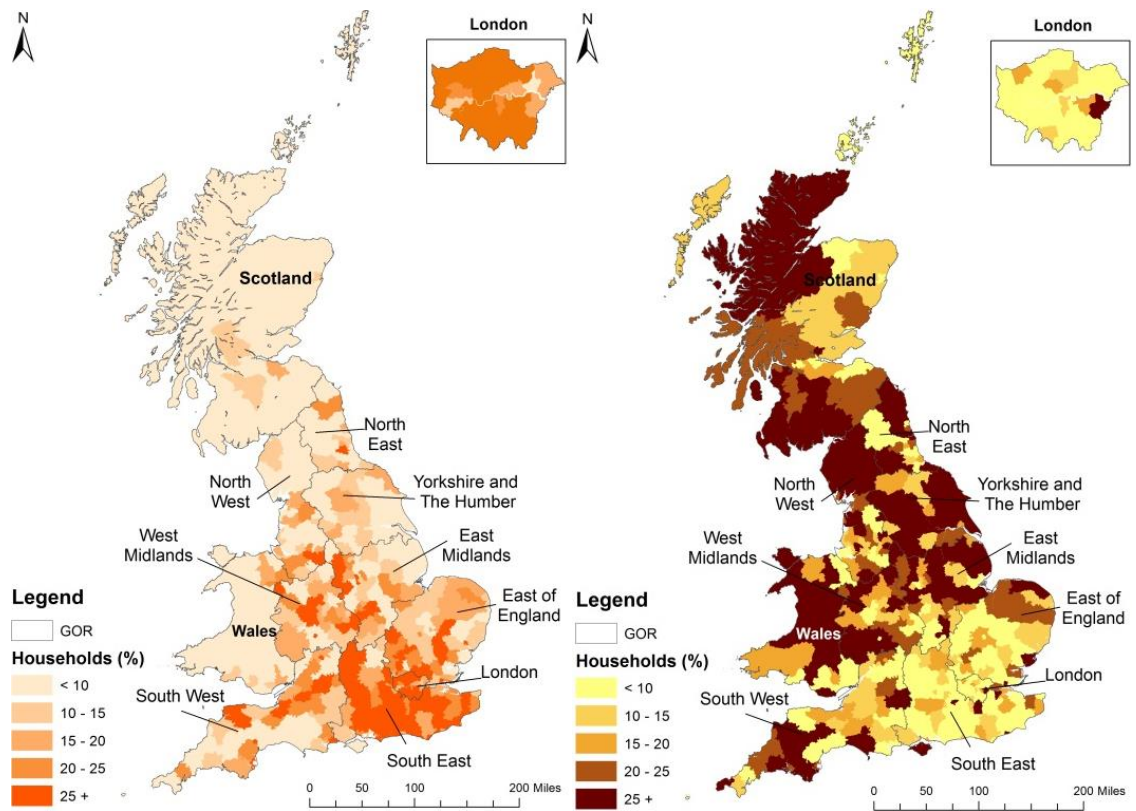 N
London
Scotland
North
East
North
West
Yorkshire and
The Humber
West
Midlands
East
Midlands
East of
England
Wales
London
South West
South East
Legend
GOR
Households (%)
< 10
10 - 15
15 - 20
20 - 25
25 +
0 50 100 200 Miles
N
London
Scotland
North
East
North
West
Yorkshire and
The Humber
West
Midlands
East
Midlands
East of
England
Wales
London
South West
South East
Legend
GOR
Households (%)
< 10
10 - 15
15 - 20
20 - 25
25 +
0 50 100 200 Miles